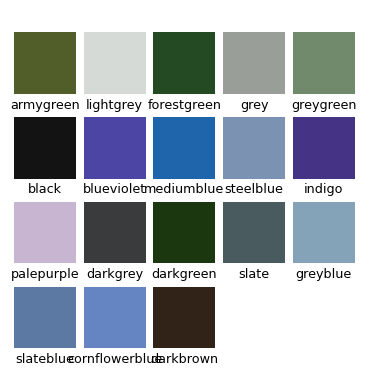 armygreen lightgrey forestgreen grey greygreen
black blueviolet mediumblue steelblue indigo
palepurple darkgrey darkgreen slate greyblue
slateblue cornflowerblue darkbrown